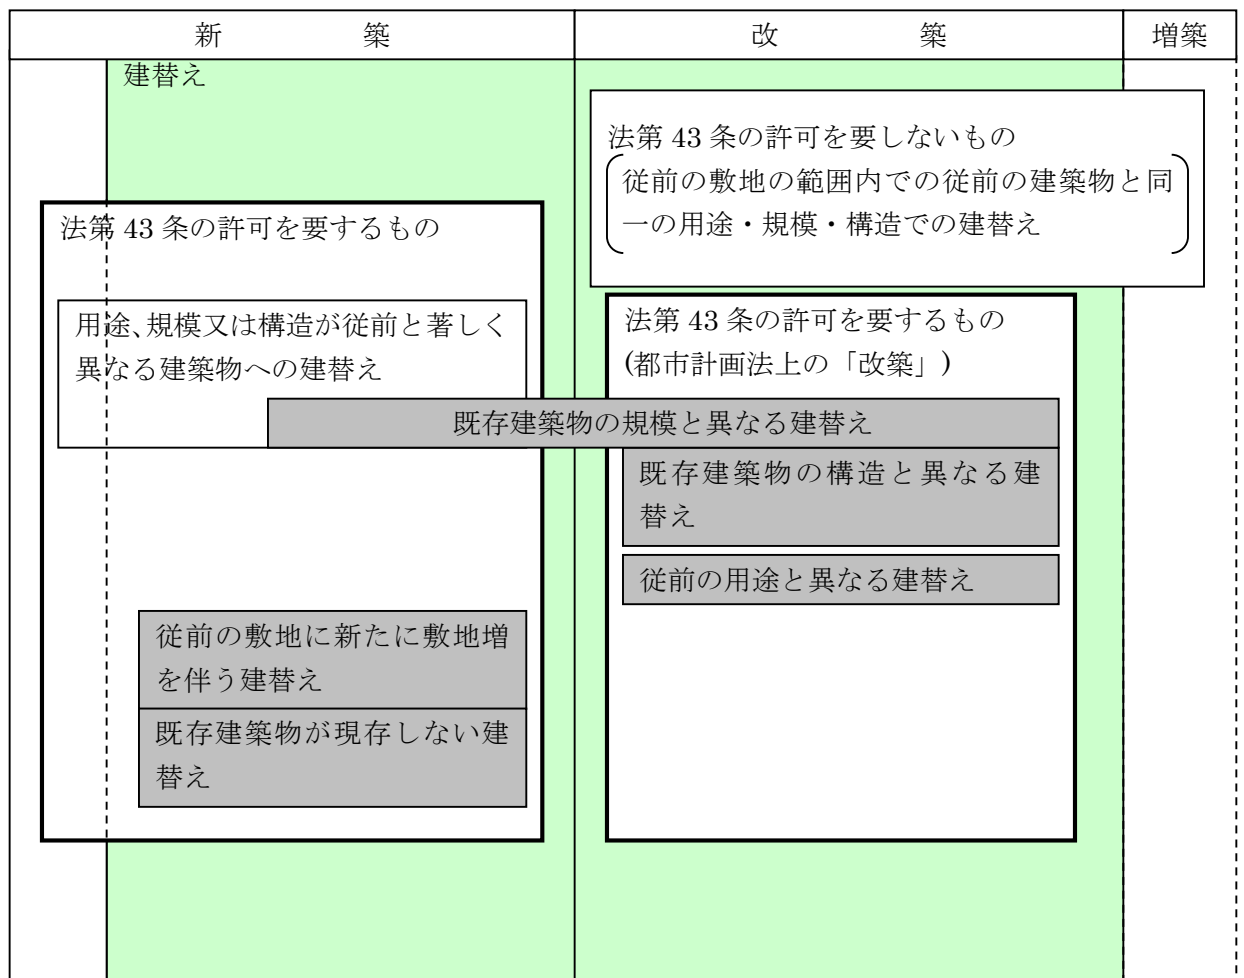 新築 改築 増築
建替え
法第 43 条の許可を要しないもの
従前の敷地の範囲内での従前の建築物と同
一の用途・規模・構造での建替え
法第 43 条の許可を要するもの
用途、規模又は構造が従前と著しく
異なる建築物への建替え
法第 43 条の許可を要するもの
(都市計画法上の「改築」)
既存建築物の規模と異なる建替え
既存建築物の構造と異なる建
替え
従前の用途と異なる建替え
従前の敷地に新たに敷地増
を伴う建替え
既存建築物が現存しない建
替え